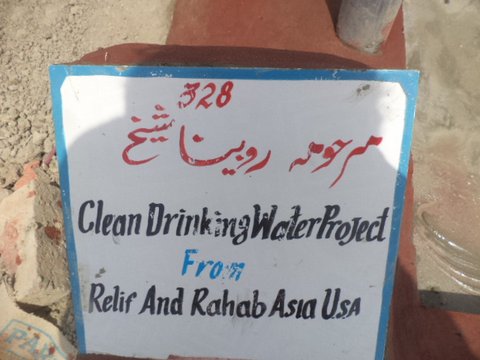 328
مرحومہ روبینا شیخ
Clean Drinking Water Project
From
Relif And Rahab Asia USA